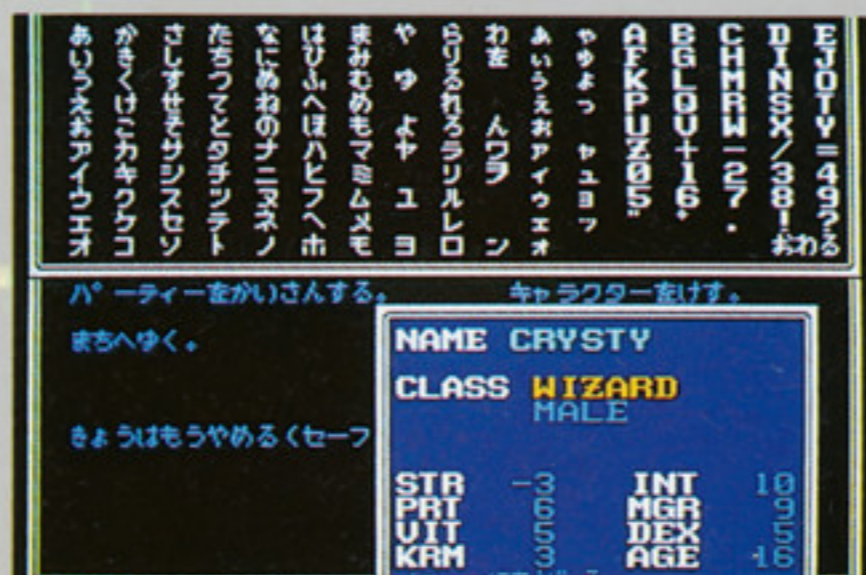 あいうえおアイウエオ
かきくけこカキクケコ
さしすせそサシスセソ
たちつてとタチツテト
なにぬねのナニヌネノ
はひふへほハヒフヘホ
まみむめもマミムメモ
や ゆ よヤ ユ ヨ
らりるれろラリルレロ
わを んワヲ ン
ぁぃぅぇぉァィゥェォ
ゃゅょっ ャュョッ
AFKPUZ05"
BGLQV+16'
CHMRW-27.
DINSX/38!
EJOTY=49?
おわる
パーティーをかいさんする。 キャラクターをけす。
まちへゆく。
きょうはもうやめるくセーフ
NAME CRYSTY
CLASS WIZARD
MALE
STR -3 INT 10
PRT 6 MGR 9
VIT 5 DEX 5
KRM 3 AGE 16